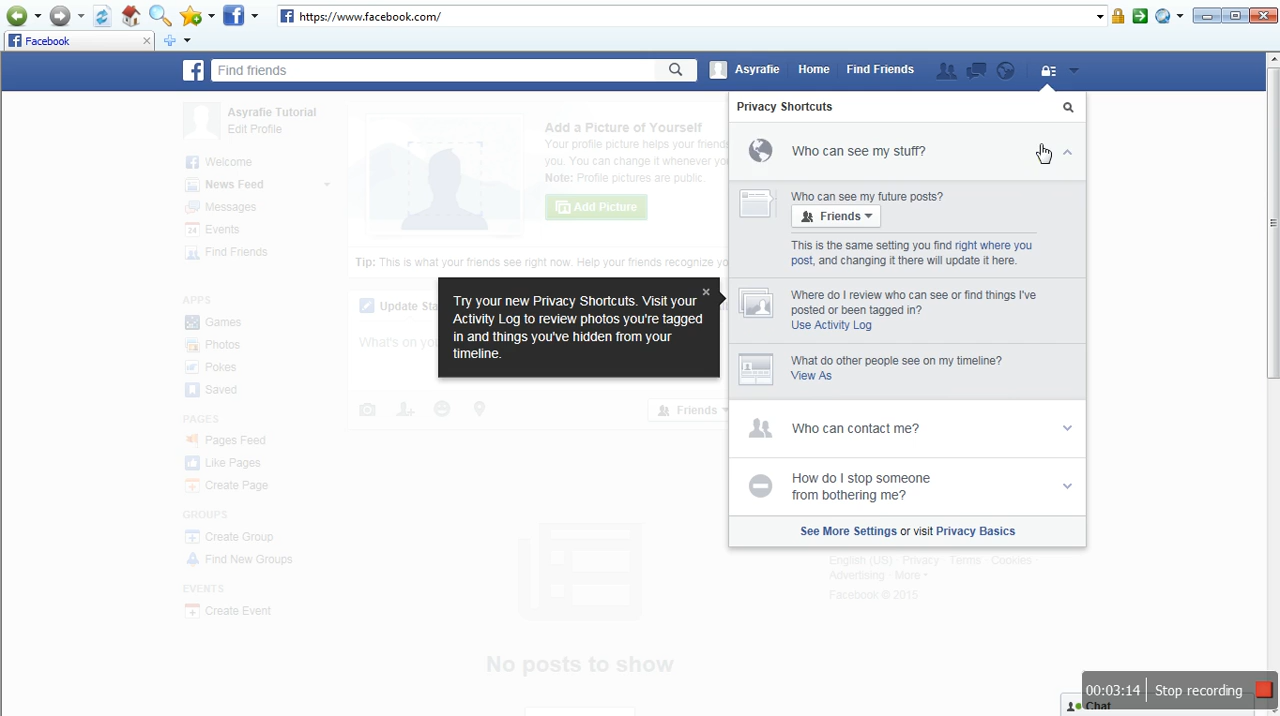 https://www.facebook.com/
Facebook
Find friends
Asyrafie
Home
Find Friends
Privacy Shortcuts
Asyrafie Tutorial
Edit Profile
Welcome
News Feed
Messages
Events
Find Friends
APPS
Games
Photos
Pokes
Saved
PAGES
Pages Feed
Like Pages
Create Page
GROUPS
Create Group
Find New Groups
EVENTS
Create Event
Add a Picture of Yourself
Your profile picture helps your friends
you. You can change it whenever you
Note: Profile pictures are public.
Add Picture
Tip: This is what your friends see right now. Help your friends recognize yo
Update Sta
What's on yo
Friends
Try your new Privacy Shortcuts. Visit your
Activity Log to review photos you're tagged
in and things you've hidden from your
timeline.
Who can see my stuff?
Who can see my future posts?
Friends
This is the same setting you find right where you
post, and changing it there will update it here.
Where do I review who can see or find things I've
posted or been tagged in?
Use Activity Log
What do other people see on my timeline?
View As
Who can contact me?
How do I stop someone
from bothering me?
See More Settings or visit Privacy Basics
English (US) · Privacy · Terms · Cookies
Advertising · More
Facebook © 2015
No posts to show
00:03:14
Stop recording
Chat